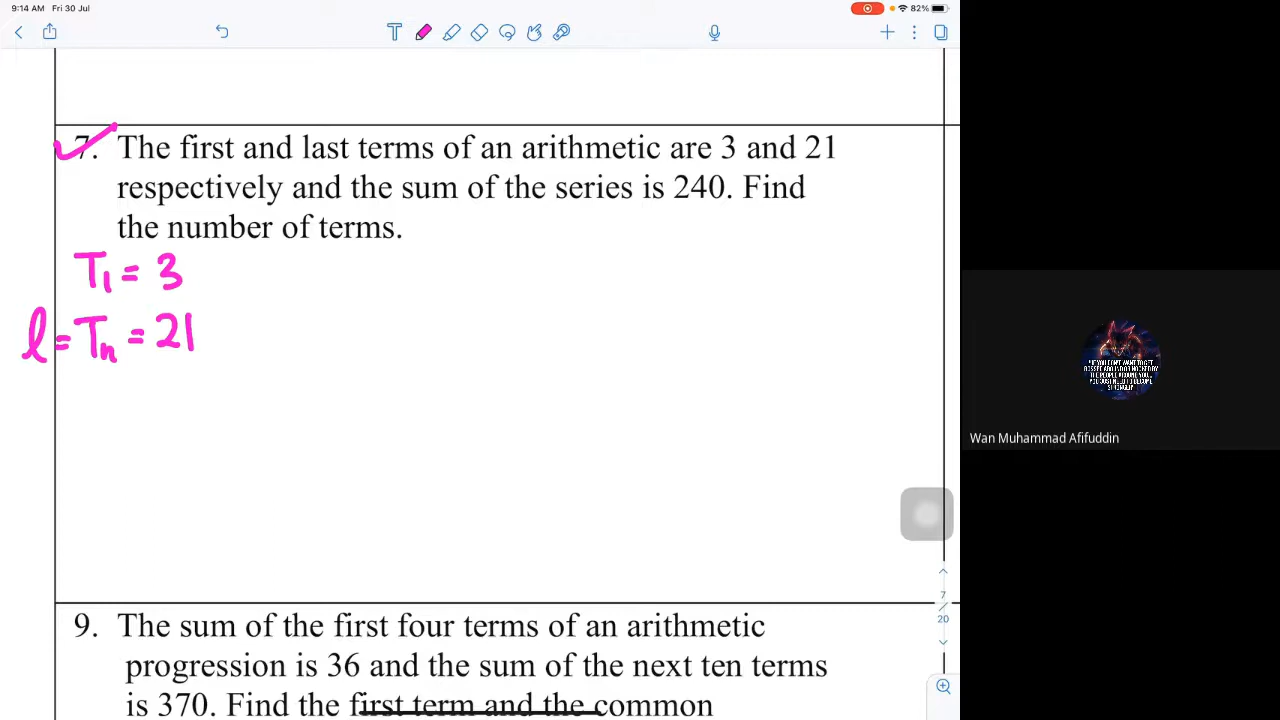 9:14 AM Fri 30 Jul
82%
7. The first and last terms of an arithmetic are 3 and 21
respectively and the sum of the series is 240. Find
the number of terms.
T1 = 3
l = Tn = 21
7
20
9. The sum of the first four terms of an arithmetic
progression is 36 and the sum of the next ten terms
is 370. Find the first term and the common
Wan Muhammad Afifuddin